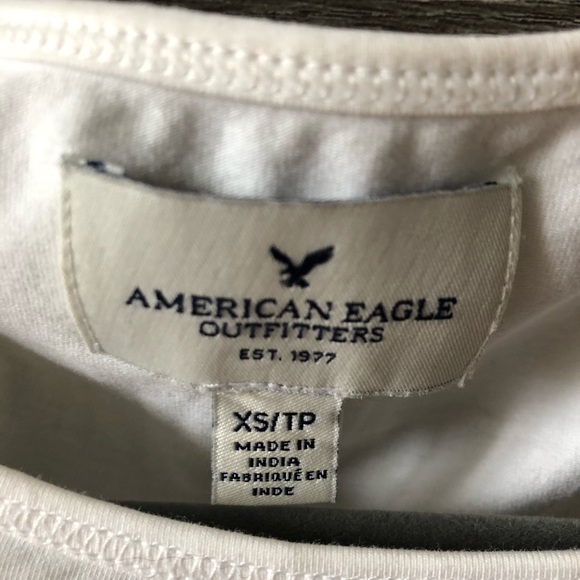 AMERICAN EAGLE
OUTFITTERS
EST. 1977
XS/TP
MADE IN
INDIA
FABRIQUÉ EN
INDE